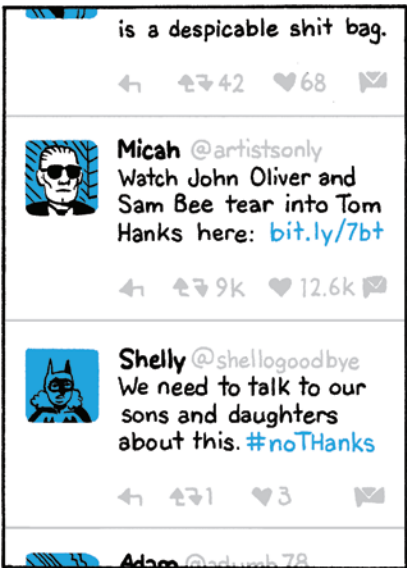 is a despicable shit bag.
42 68
Micah @artistsonly
Watch John Oliver and
Sam Bee tear into Tom
Hanks here: bit.ly/7bt
9K 12.6k
Shelly @shellogoodbye
We need to talk to our
sons and daughters
about this. #noTHanks
1 3
Adam @adumb78